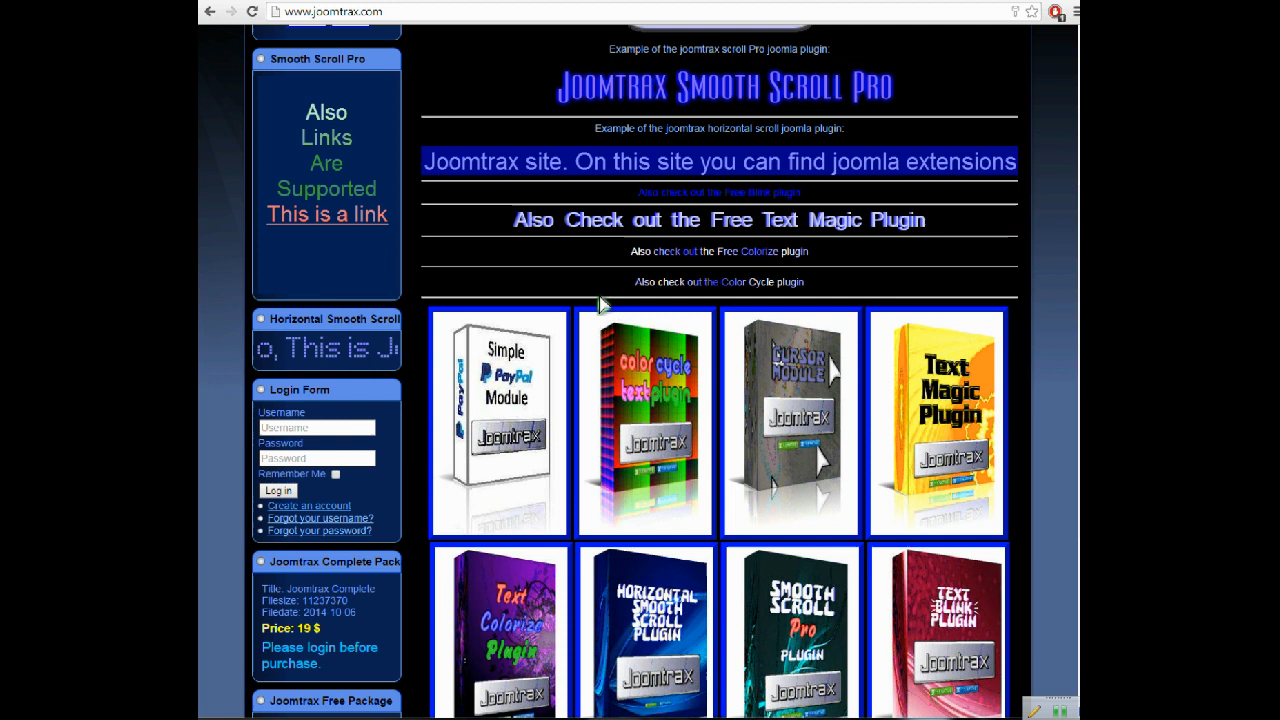 www.joomtrax.com
Smooth Scroll Pro
Also
Links
Are
Supported
This is a link
Horizontal Smooth Scroll
o, This is J
Login Form
Username
Username
Password
Password
Remember Me
Log in
Create an account
Forgot your username?
Forgot your password?
Joomtrax Complete Pack
Title: Joomtrax Complete
Filesize: 11237370
Filedate: 2014 10 06
Price: 19 $
Please login before
purchase.
Joomtrax Free Package
Example of the joomtrax scroll Pro joomla plugin:
Joomtrax Smooth Scroll Pro
Example of the joomtrax horizontal scroll joomla plugin:
Joomtrax site. On this site you can find joomla extensions
Also check out the Free Blink plugin
Also Check out the Free Text Magic Plugin
Also check out the Free Colorize plugin
Also check out the Color Cycle plugin
Simple
PayPal
Module
PayPal
Joomtrax
color cycle
textplugin
Joomtrax
CURSOR
MODULE
Joomtrax
Text
Magic
Plugin
Joomtrax
Text
Colorize
Plugin
Joomtrax
HORIZONTAL
SMOOTH
SCROLL
PLUGIN
Joomtrax
SMOOTH
SCROLL
Pro
PLUGIN
Joomtrax
TEXT
BLINK
PLUGIN
Joomtrax